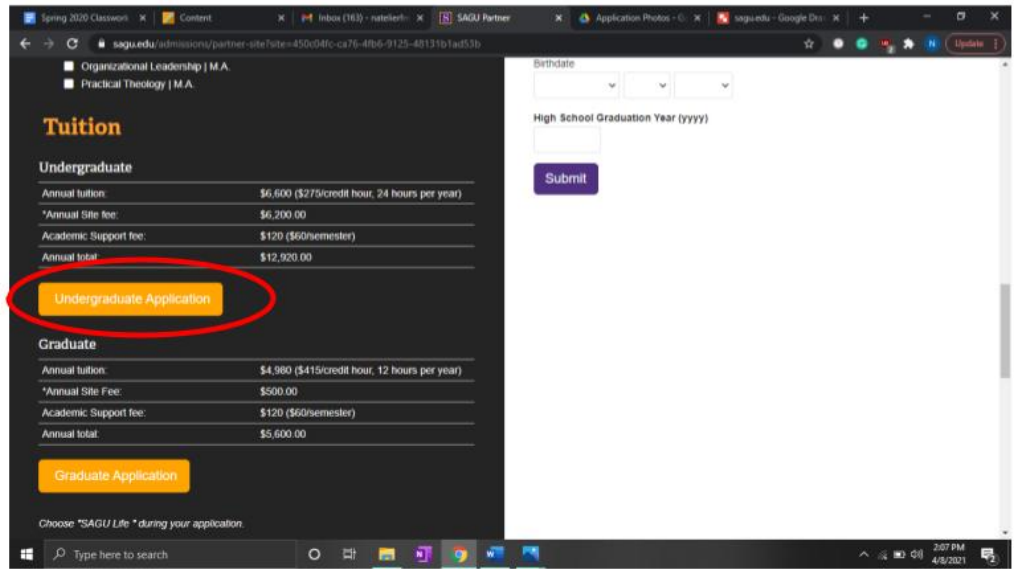 Spring 2020 Classwork
Content
Inbox (163) - natelierl
SAGU Partner
Application Photos - G
saguedu - Google Dri
sagu.edu/admissions/partner-site?site=450c04fc-ca76-4fb6-9125-48131b1ad53b
N
Update
Organizational Leadership | M.A.
Practical Theology | M.A.
Tuition
Undergraduate
Annual tuition: $6,600 ($275/credit hour, 24 hours per year)
*Annual Site fee: $6,200.00
Academic Support fee: $120 ($60/semester)
Annual total: $12,920.00
Undergraduate Application
Graduate
Annual tuition: $4,980 ($415/credit hour, 12 hours per year)
*Annual Site Fee: $500.00
Academic Support fee: $120 ($60/semester)
Annual total: $5,600.00
Graduate Application
Choose "SAGU Life " during your application.
Birthdate
High School Graduation Year (yyyy)
Submit
Type here to search
2:07 PM
4/8/2021